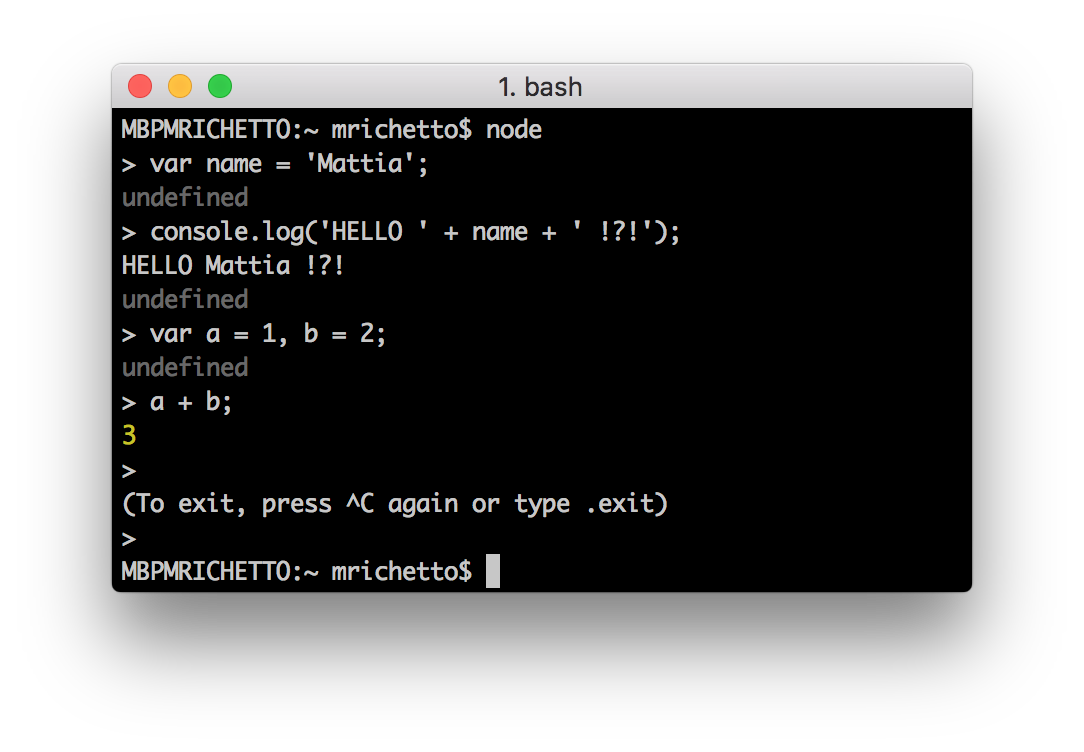 1. bash
MBPMRICHETTO:~ mrichetto$ node
> var name = 'Mattia';
undefined
> console.log('HELLO ' + name + ' !?!');
HELLO Mattia !?!
undefined
> var a = 1, b = 2;
undefined
> a + b;
3
>
(To exit, press ^C again or type .exit)
>
MBPMRICHETTO:~ mrichetto$